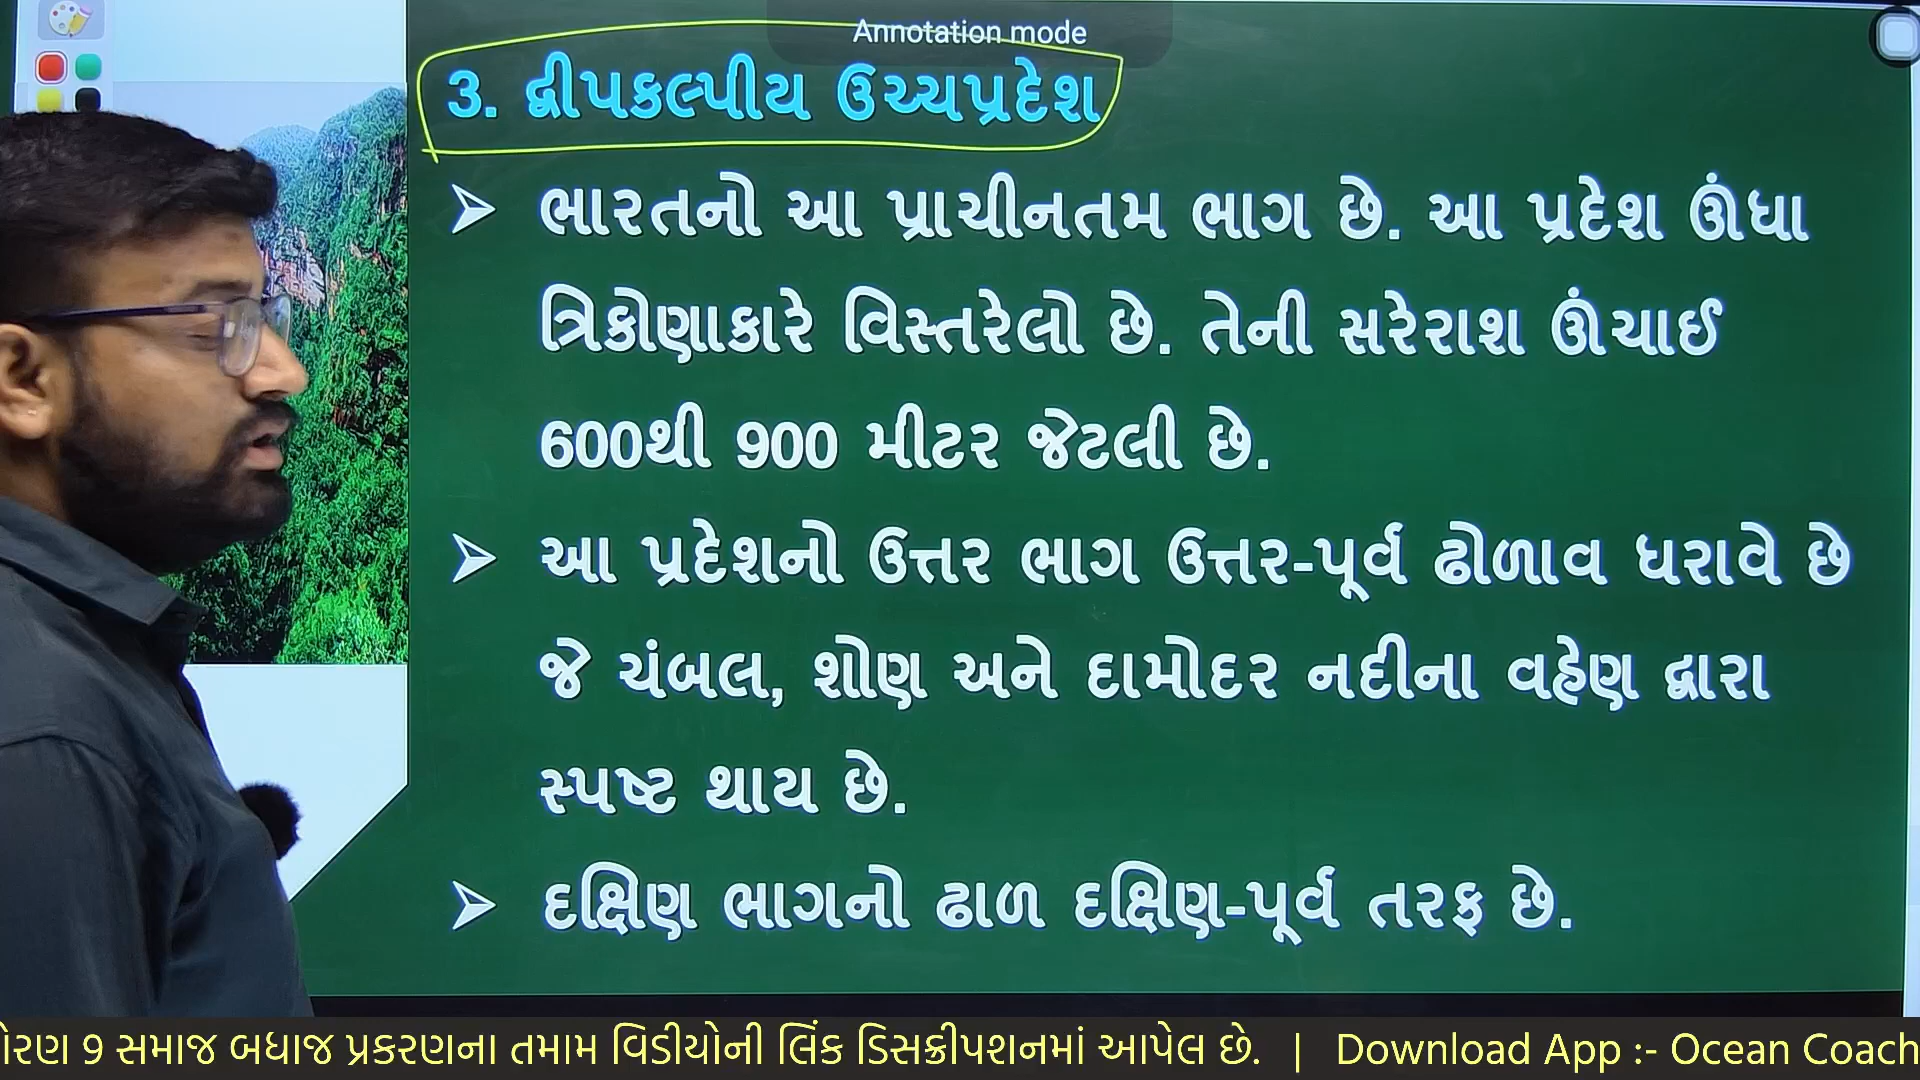 Annotation mode
3. દ્વીપકલ્પીય ઉચ્ચપ્રદેશ
➢ ભારતનો આ પ્રાચીનતમ ભાગ છે. આ પ્રદેશ ઊંધા
ત્રિકોણાકારે વિસ્તરેલો છે. તેની સરેરાશ ઊંચાઈ
600થી 900 મીટર જેટલી છે.
➢ આ પ્રદેશનો ઉત્તર ભાગ ઉત્તર-પૂર્વ ઢોળાવ ધરાવે છે
જે ચંબલ, શોણ અને દામોદર નદીના વહેણ દ્વારા
સ્પષ્ટ થાય છે.
➢ દક્ષિણ ભાગનો ઢાળ દક્ષિણ-પૂર્વ તરફ છે.
9 સમાજ બધાજ પ્રકરણના તમામ વિડીયોની લિંક ડિસક્રીપશનમાં આપેલ છે. | Download App :- Ocean Coach